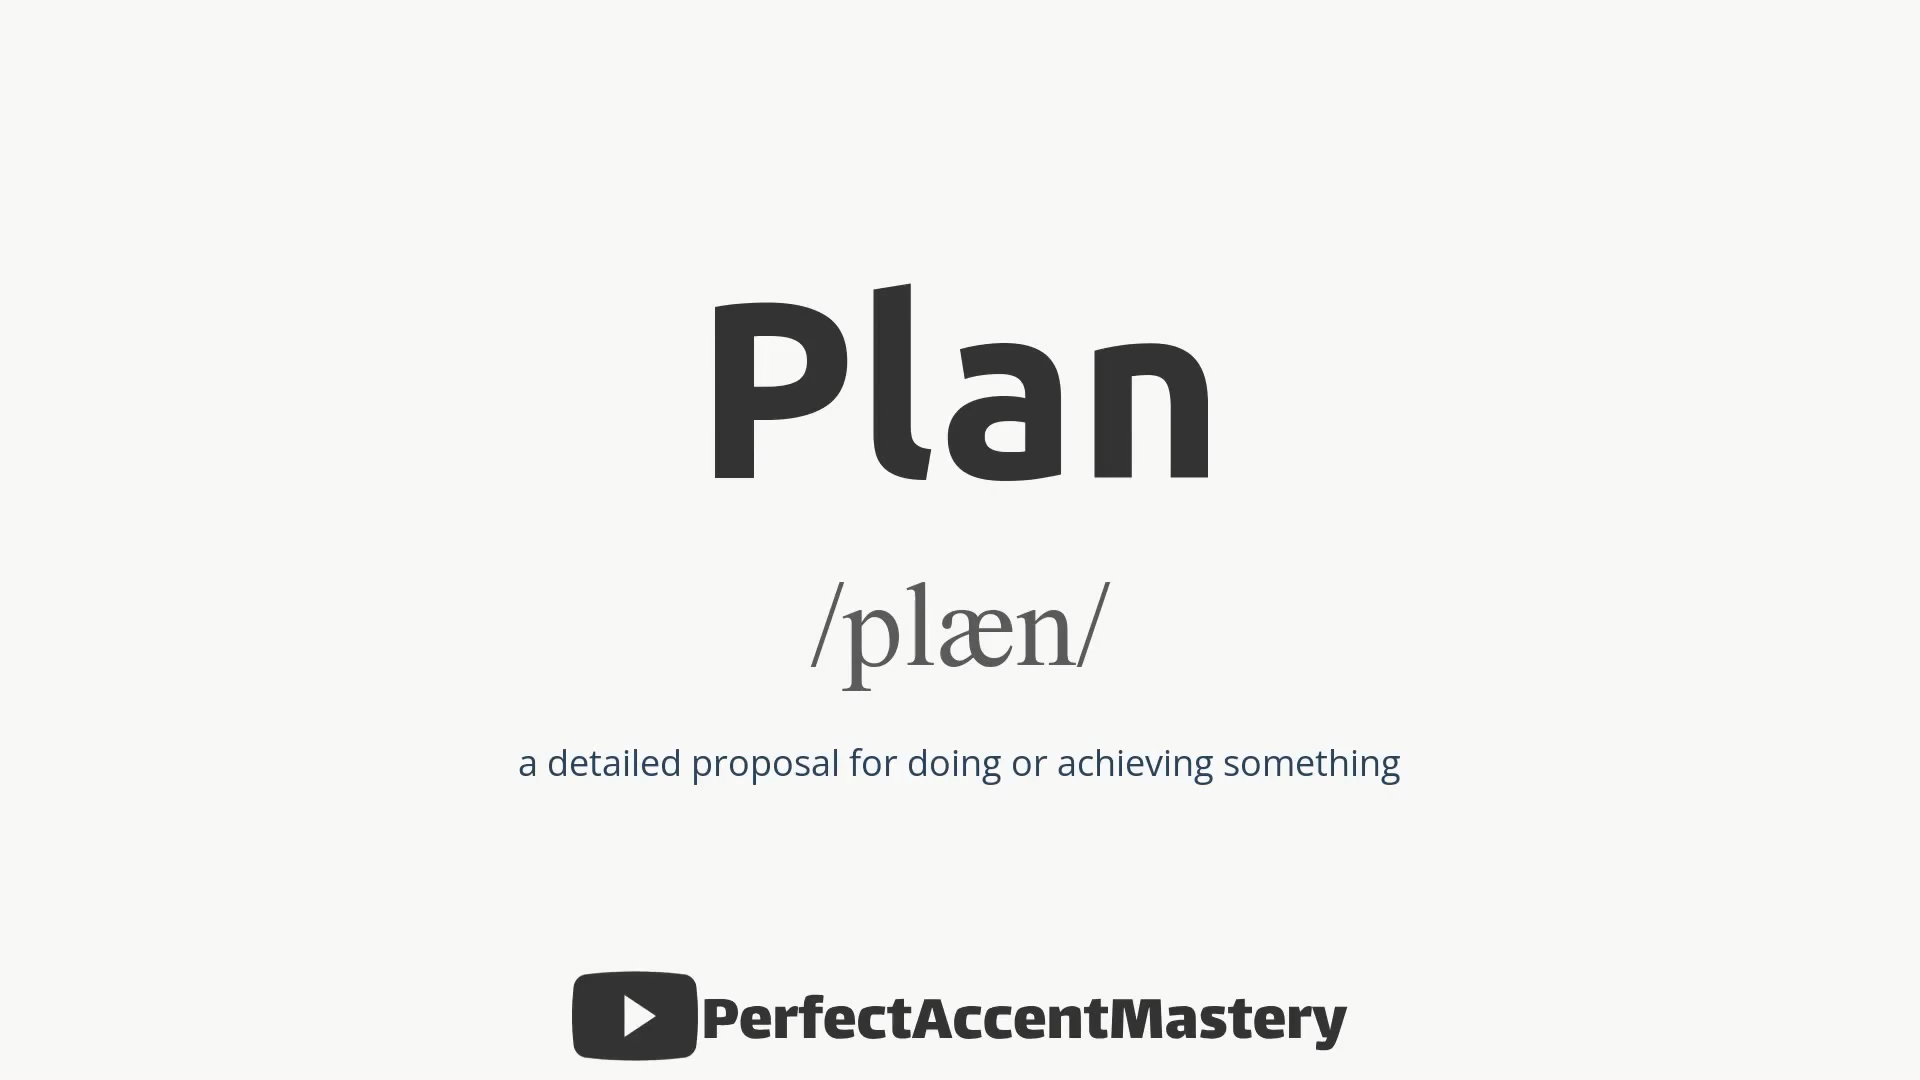 Plan
/plæn/
a detailed proposal for doing or achieving something
PerfectAccentMastery